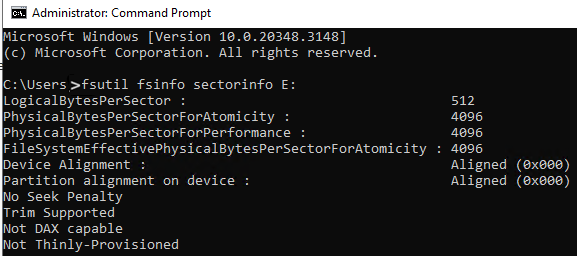 Administrator: Command Prompt
Microsoft Windows [Version 10.0.20348.3148]
(c) Microsoft Corporation. All rights reserved.
C:\Users >fsutil fsinfo sectorinfo E:
LogicalBytesPerSector : 512
PhysicalBytesPerSectorForAtomicity : 4096
PhysicalBytesPerSectorForPerformance : 4096
FileSystemEffectivePhysicalBytesPerSectorForAtomicity : 4096
Device Alignment : Aligned (0x000)
Partition alignment on device : Aligned (0x000)
No Seek Penalty
Trim Supported
Not DAX capable
Not Thinly-Provisioned